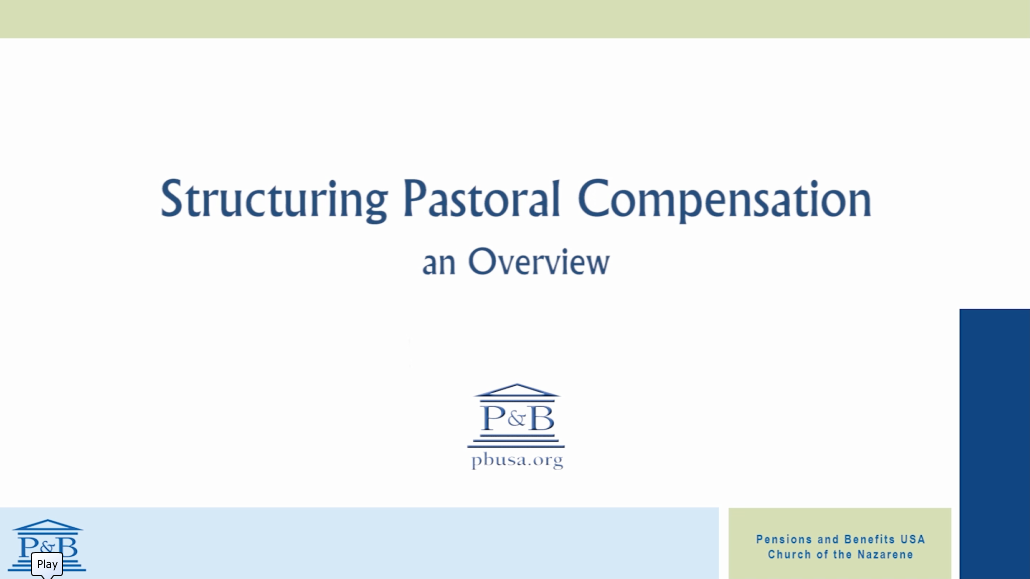 Structuring Pastoral Compensation
an Overview
P&B
pbusa.org
P&B
Play
Pensions and Benefits USA
Church of the Nazarene